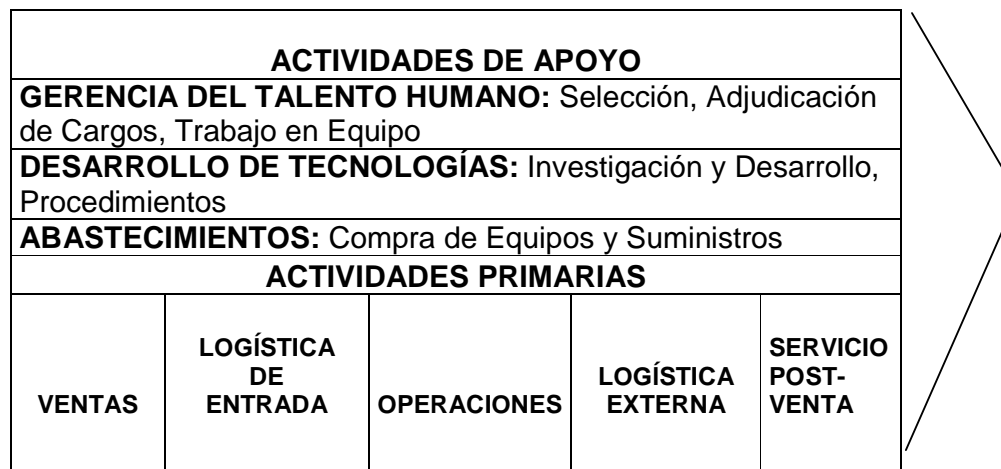 ACTIVIDADES DE APOYO
GERENCIA DEL TALENTO HUMANO: Selección, Adjudicación
de Cargos, Trabajo en Equipo
DESARROLLO DE TECNOLOGÍAS: Investigación y Desarrollo,
Procedimientos
ABASTECIMIENTOS: Compra de Equipos y Suministros
ACTIVIDADES PRIMARIAS
VENTAS
LOGÍSTICA
DE
ENTRADA
OPERACIONES
LOGÍSTICA
EXTERNA
SERVICIO
POST-
VENTA